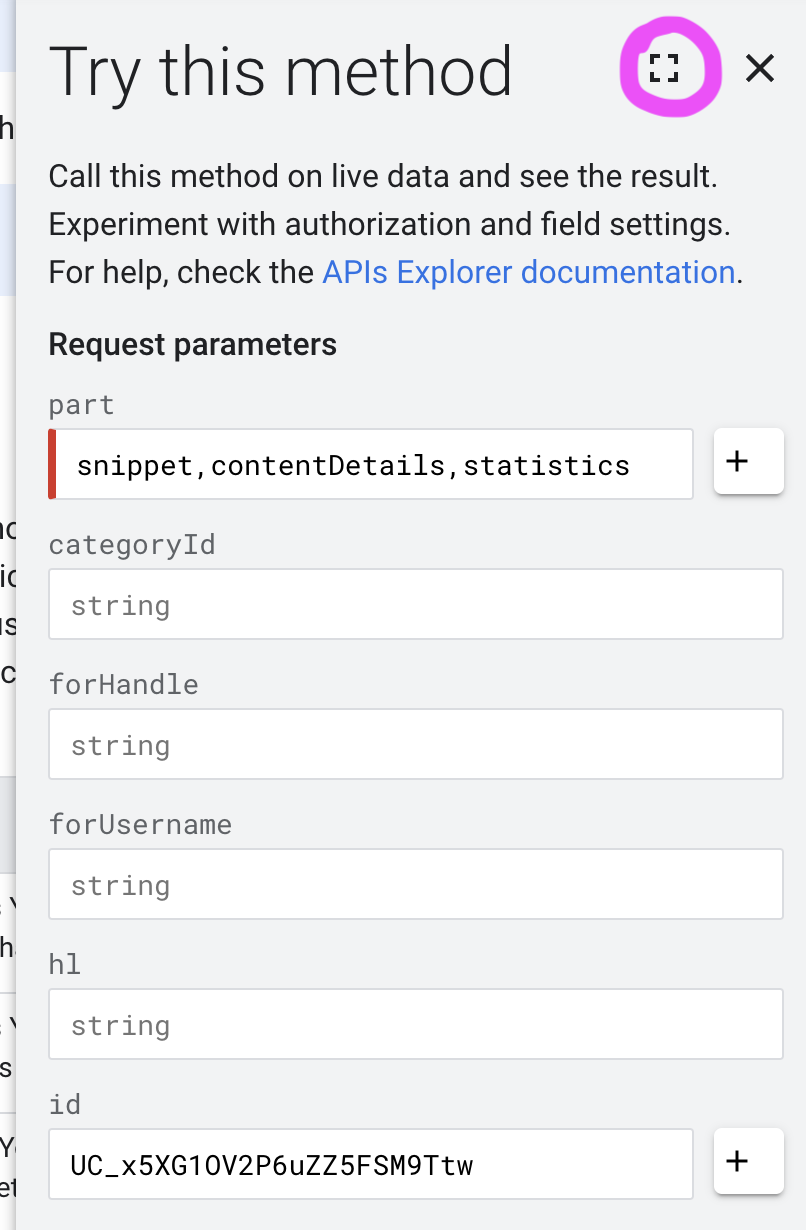 Try this method
Call this method on live data and see the result.
Experiment with authorization and field settings.
For help, check the APIs Explorer documentation.
Request parameters
part
snippet,contentDetails,statistics
+
categoryId
string
forHandle
string
forUsername
string
hl
string
id
UC_x5XG1OV2P6uZZ5FSM9Ttw
+